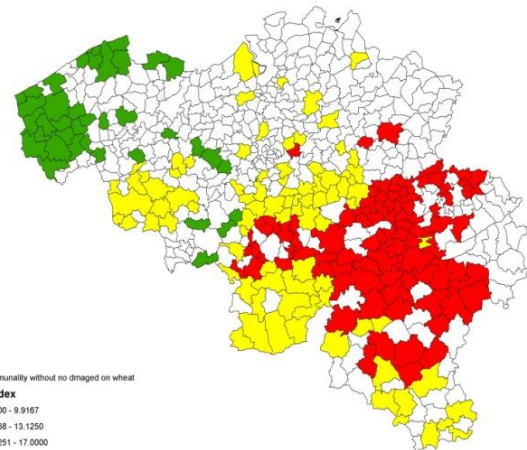 munality without no dmaged on wheat
dex
00 - 9.9167
68 - 13.1250
251 - 17.0000